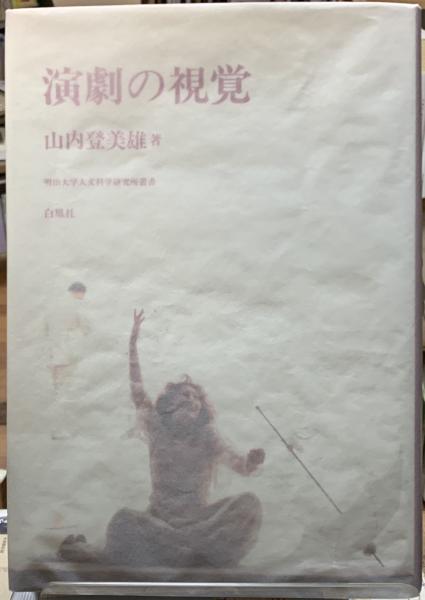 演劇の視覚
山内登美雄著
明治大学人文科学研究所叢書
白凰社